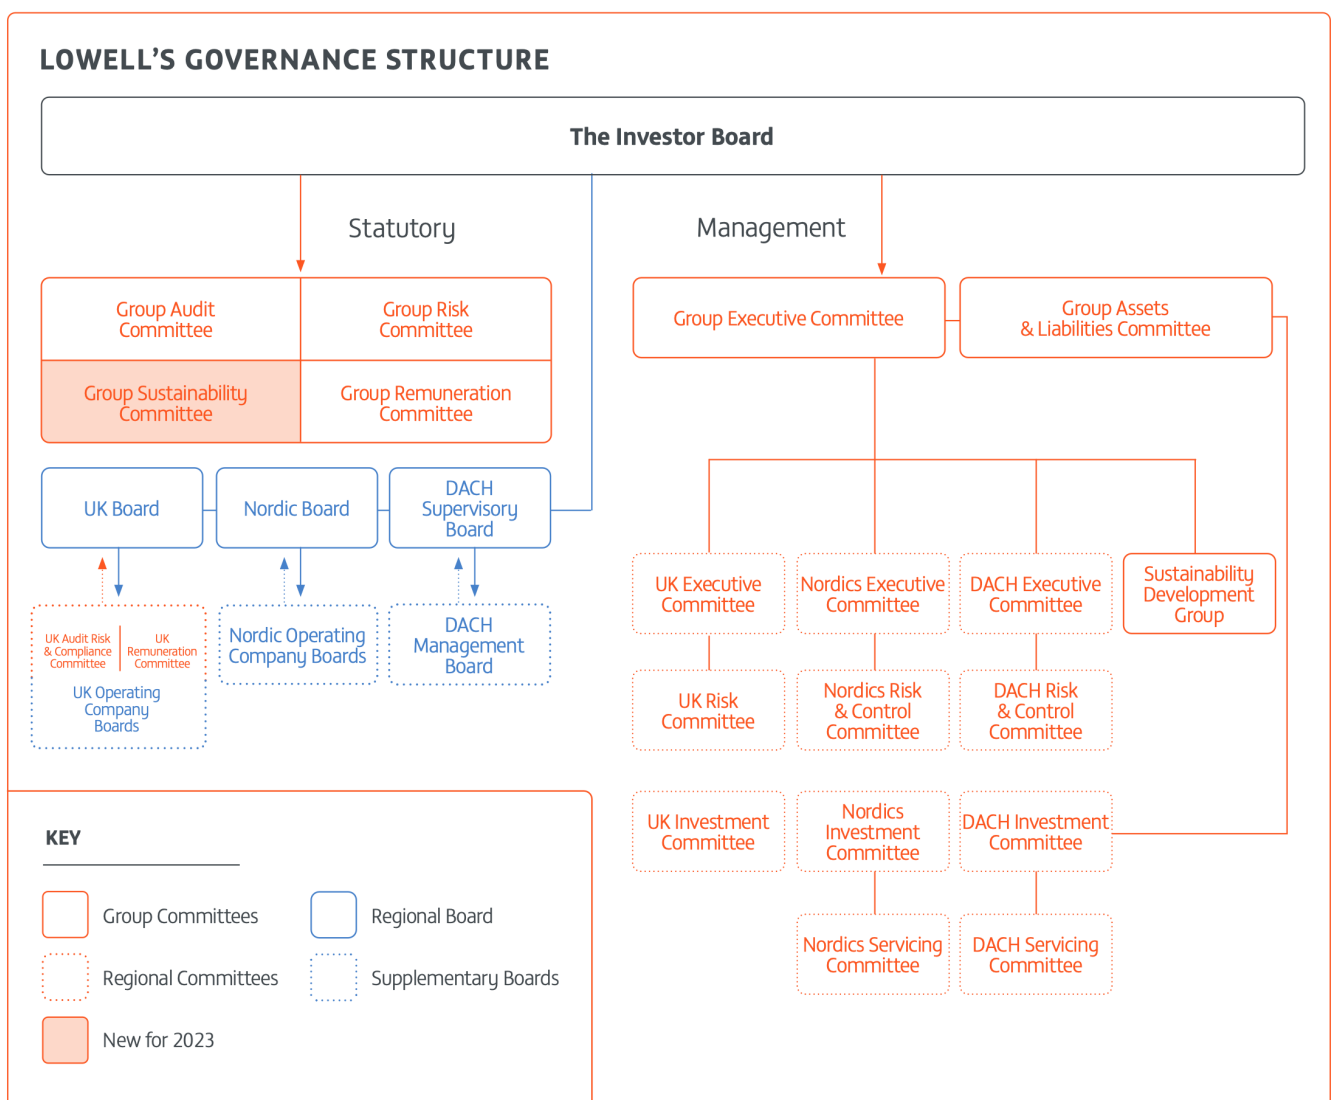 LOWELL’S GOVERNANCE STRUCTURE
The Investor Board
Statutory
Management
Group Audit
Committee
Group Risk
Committee
Group Sustainability
Committee
Group Remuneration
Committee
Group Executive Committee
Group Assets
& Liabilities Committee
UK Board
Nordic Board
DACH
Supervisory
Board
UK Audit Risk
& Compliance
Committee
UK
Remuneration
Committee
UK Operating
Company
Boards
Nordic Operating
Company Boards
DACH
Management
Board
UK Executive
Committee
Nordics Executive
Committee
DACH Executive
Committee
Sustainability
Development
Group
UK Risk
Committee
Nordics Risk
& Control
Committee
DACH Risk
& Control
Committee
UK Investment
Committee
Nordics
Investment
Committee
DACH Investment
Committee
Nordics Servicing
Committee
DACH Servicing
Committee
KEY
Group Committees
Regional Board
Regional Committees
Supplementary Boards
New for 2023